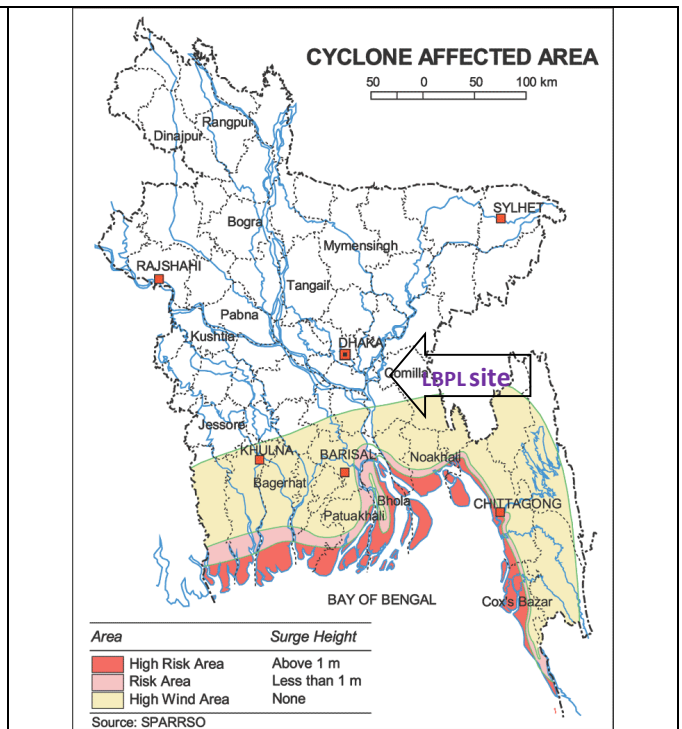 CYCLONE AFFECTED AREA
50 0 50 100 km
Rangpur
Dinajpur
SYLHET
Bogra
Mymensingh
RAJSHAHI
Tangail
Pabna
Kushtia
DHAKA
Comilla
LBPL site
Jessore
KHULNA
BARISAL
Noakhali
Bagerhat
Bhola
CHITTAGONG
Patuakhali
BAY OF BENGAL
Cox's Bazar
Area Surge Height
High Risk Area Above 1 m
Risk Area Less than 1 m
High Wind Area None
Source: SPARRSO